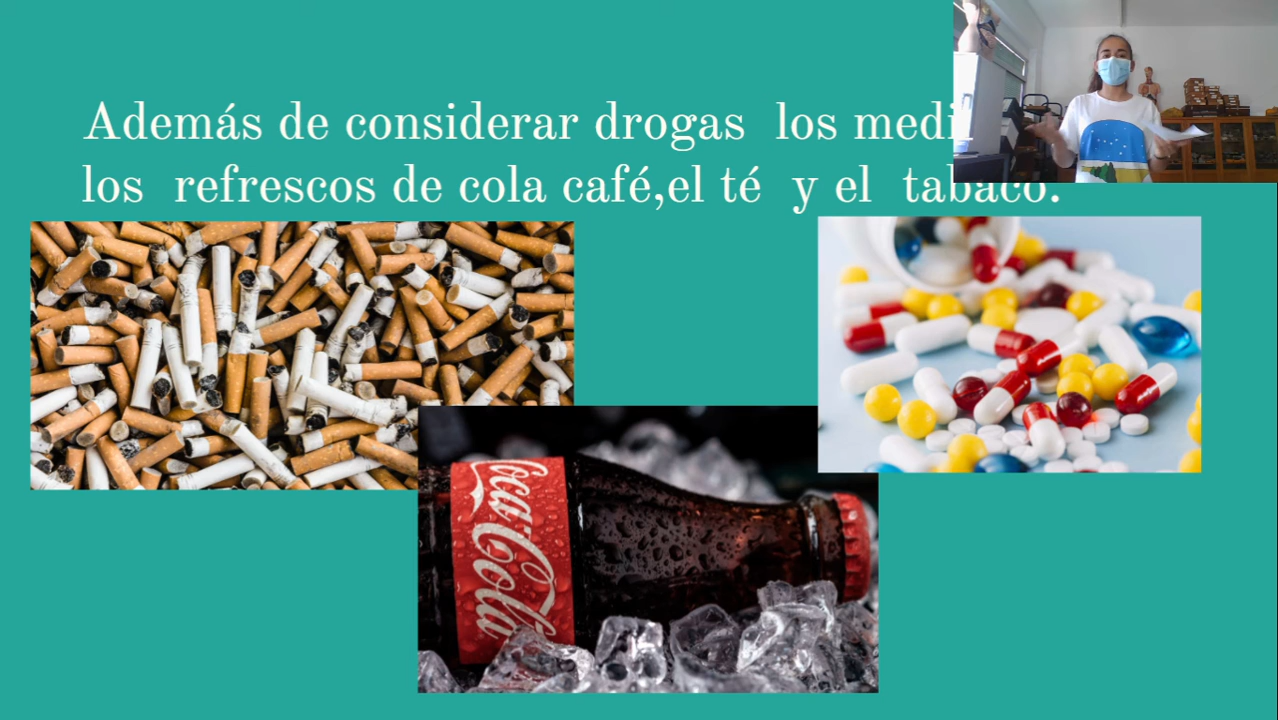 Además de considerar drogas los
los refrescos de cola café,el té y el tabaco.
Coca-Cola